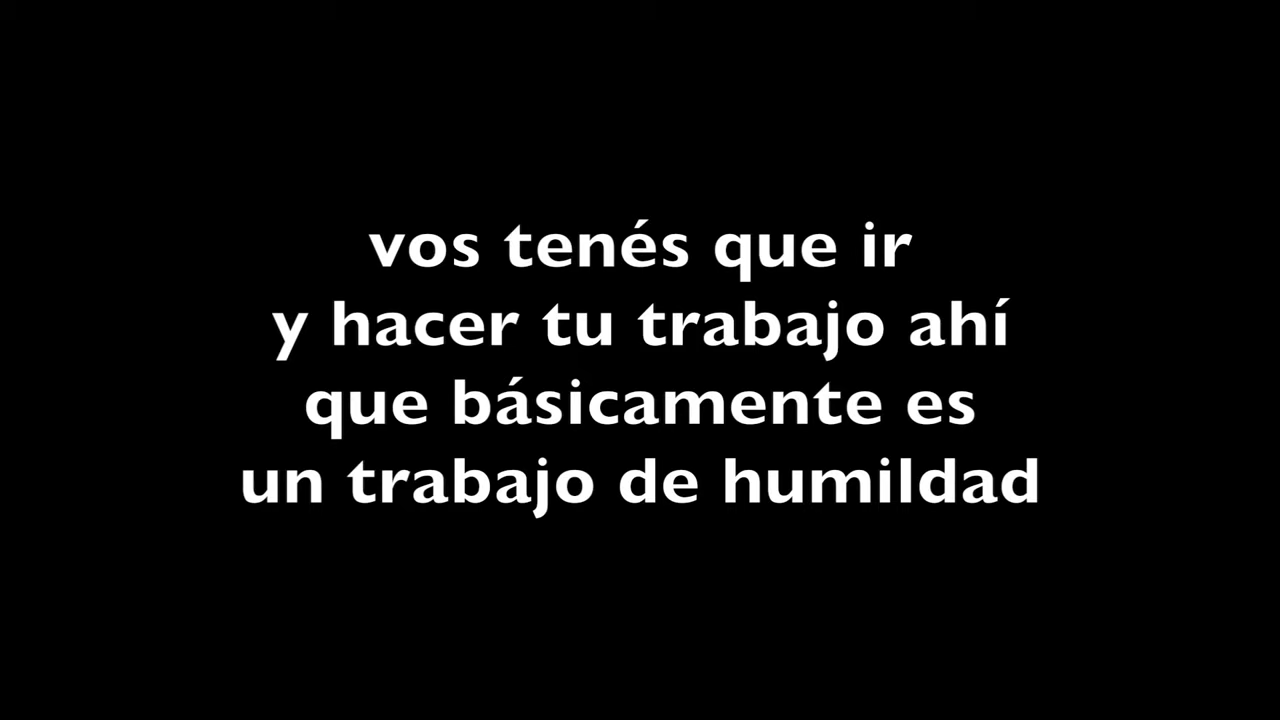 vos tenés que ir
y hacer tu trabajo ahí
que básicamente es
un trabajo de humildad